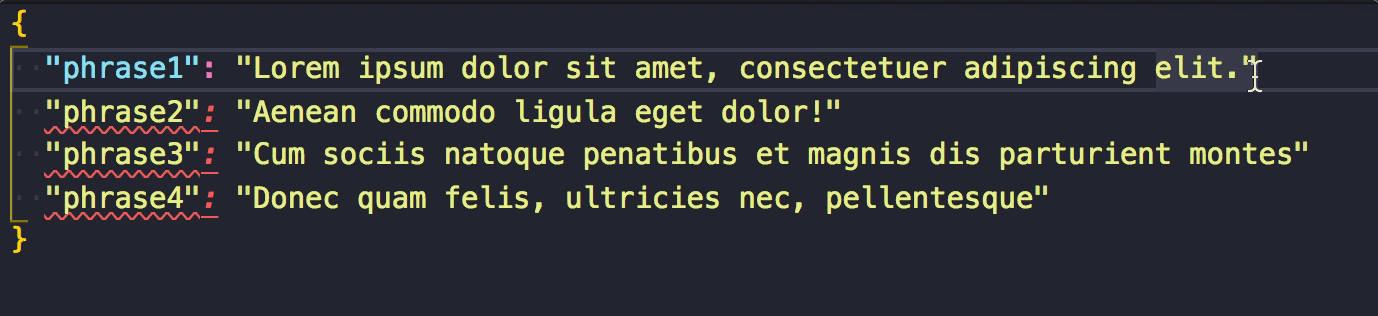 {
"phrase1": "Lorem ipsum dolor sit amet, consectetuer adipiscing elit."
"phrase2": "Aenean commodo ligula eget dolor!"
"phrase3": "Cum sociis natoque penatibus et magnis dis parturient montes"
"phrase4": "Donec quam felis, ultricies nec, pellentesque"
}